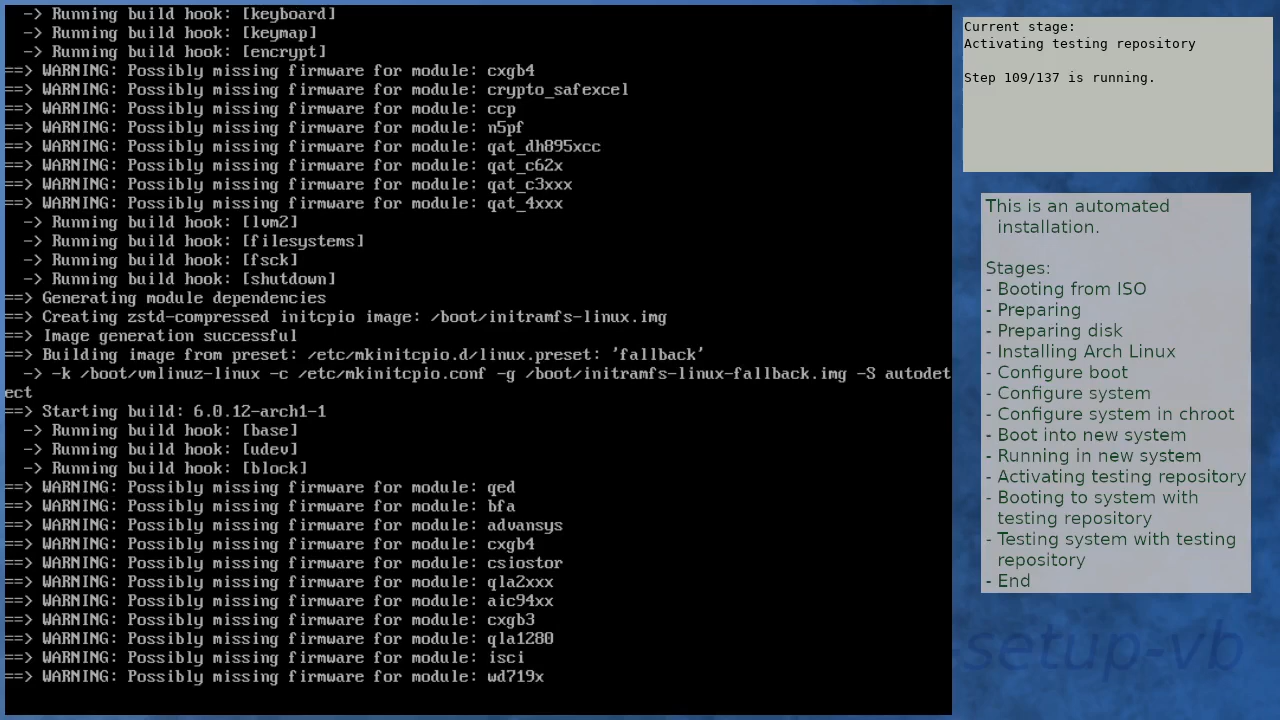 -> Running build hook: [keyboard]
-> Running build hook: [keymap]
-> Running build hook: [encrypt]
==> WARNING: Possibly missing firmware for module: cxgb4
==> WARNING: Possibly missing firmware for module: crypto_safexcel
==> WARNING: Possibly missing firmware for module: ccp
==> WARNING: Possibly missing firmware for module: n5pf
==> WARNING: Possibly missing firmware for module: qat_dh895xcc
==> WARNING: Possibly missing firmware for module: qat_c62x
==> WARNING: Possibly missing firmware for module: qat_c3xxx
==> WARNING: Possibly missing firmware for module: qat_4xxx
-> Running build hook: [lvm2]
-> Running build hook: [filesystems]
-> Running build hook: [fsck]
-> Running build hook: [shutdown]
==> Generating module dependencies
==> Creating zstd-compressed initcpio image: /boot/initramfs-linux.img
==> Image generation successful
==> Building image from preset: /etc/mkinitcpio.d/linux.preset: 'fallback'
-> -k /boot/vmlinuz-linux -c /etc/mkinitcpio.conf -g /boot/initramfs-linux-fallback.img -S autodet
ect
==> Starting build: 6.0.12-arch1-1
-> Running build hook: [base]
-> Running build hook: [udev]
-> Running build hook: [block]
==> WARNING: Possibly missing firmware for module: qed
==> WARNING: Possibly missing firmware for module: bfa
==> WARNING: Possibly missing firmware for module: advansys
==> WARNING: Possibly missing firmware for module: cxgb4
==> WARNING: Possibly missing firmware for module: csiostor
==> WARNING: Possibly missing firmware for module: qla2xxx
==> WARNING: Possibly missing firmware for module: aic94xx
==> WARNING: Possibly missing firmware for module: cxgb3
==> WARNING: Possibly missing firmware for module: qla1280
==> WARNING: Possibly missing firmware for module: isci
==> WARNING: Possibly missing firmware for module: wd719x
Current stage:
Activating testing repository
Step 109/137 is running.
This is an automated
installation.
Stages:
- Booting from ISO
- Preparing
- Preparing disk
- Installing Arch Linux
- Configure boot
- Configure system
- Configure system in chroot
- Boot into new system
- Running in new system
- Activating testing repository
- Booting to system with
testing repository
- Testing system with testing
repository
- End
-setup-vb